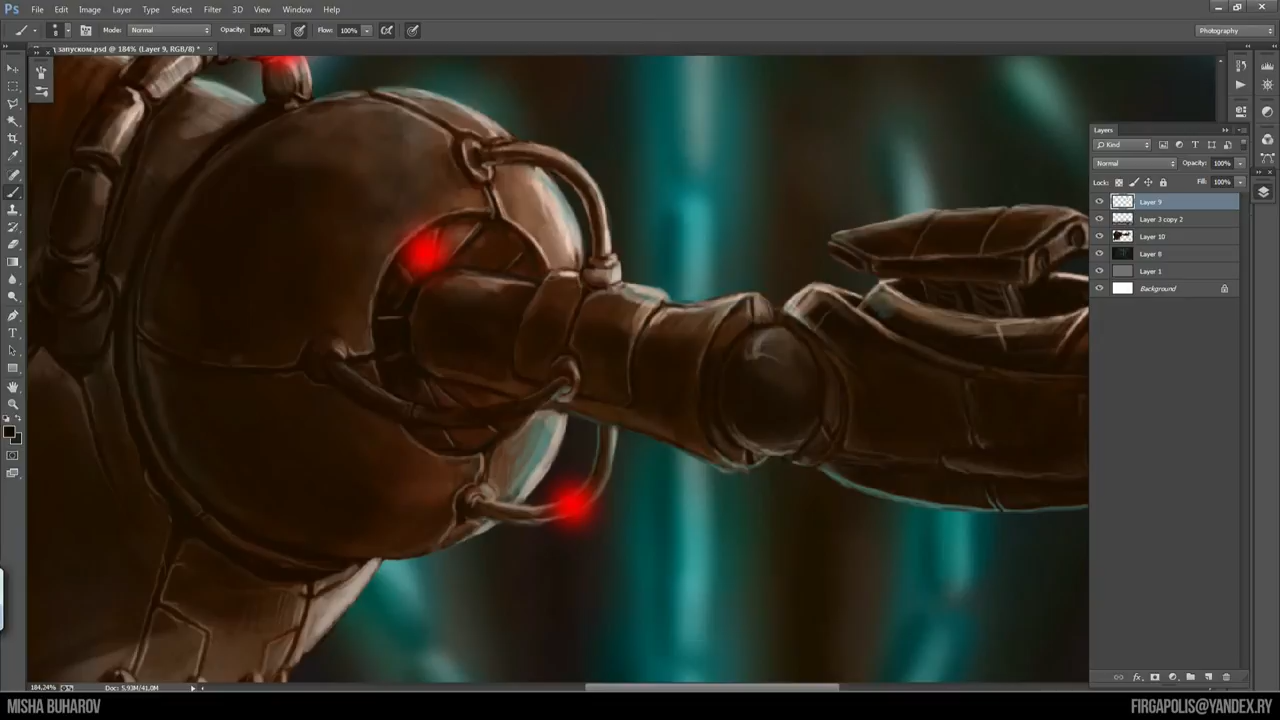 Ps File Edit Image Layer Type Select Filter 3D View Window Help
Mode: Normal Opacity: 100% Flow: 100% Photography
запуском.psd @ 184% (Layer 9, RGB/8) * ×
Layers
Kind
Normal Opacity: 100%
Lock: Fill: 100%
Layer 9
Layer 3 copy 2
Layer 10
Layer 8
Layer 1
Background
184,24% Doc: 5,93M/41,0M
MISHA BUHAROV FIRGAPOLIS@YANDEX.RY